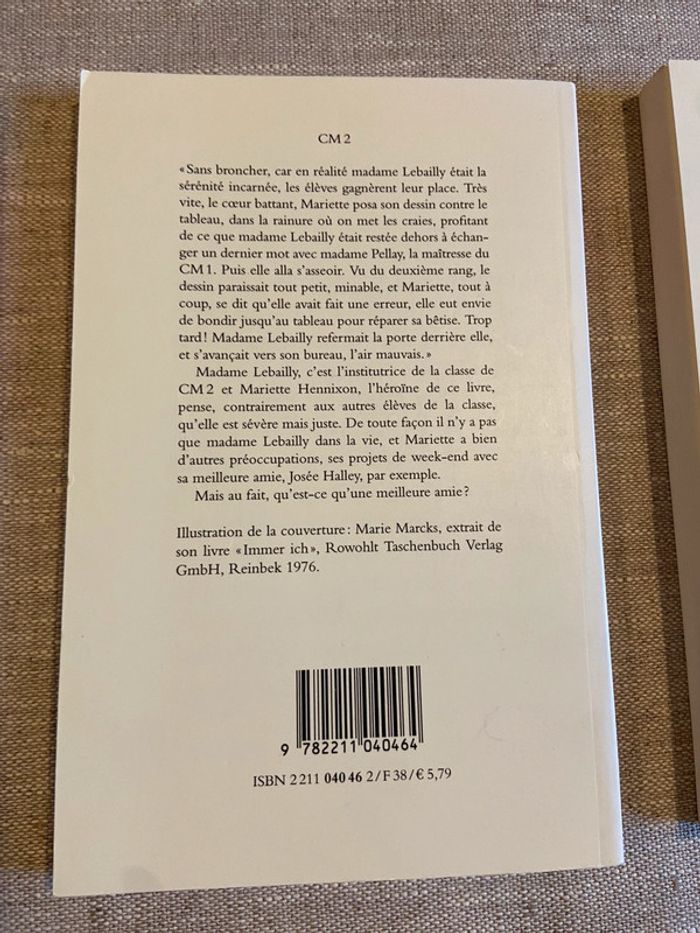 CM 2
« Sans broncher, car en réalité madame Lebailly était la
sérénité incarnée, les élèves gagnèrent leur place. Très
vite, le cœur battant, Mariette posa son dessin contre le
tableau, dans la rainure où on met les craies, profitant
de ce que madame Lebailly était restée dehors à échan-
ger un dernier mot avec madame Pellay, la maîtresse du
CM 1. Puis elle alla s'asseoir. Vu du deuxième rang, le
dessin paraissait tout petit, minable, et Mariette, tout à
coup, se dit qu'elle avait fait une erreur, elle eut envie
de bondir jusqu'au tableau pour réparer sa bêtise. Trop
tard ! Madame Lebailly refermait la porte derrière elle,
et s'avançait vers son bureau, l'air mauvais. »
Madame Lebailly, c'est l'institutrice de la classe de
CM 2 et Mariette Hennixon, l'héroïne de ce livre,
pense, contrairement aux autres élèves de la classe,
qu'elle est sévère mais juste. De toute façon il n'y a pas
que madame Lebailly dans la vie, et Mariette a bien
d'autres préoccupations, ses projets de week-end avec
sa meilleure amie, Josée Halley, par exemple.
Mais au fait, qu'est-ce qu'une meilleure amie ?
Illustration de la couverture : Marie Marcks, extrait de
son livre « Immer ich », Rowohlt Taschenbuch Verlag
GmbH, Reinbek 1976.
9 782211 040464
ISBN 2 211 040 46 2 / F 38 / € 5,79